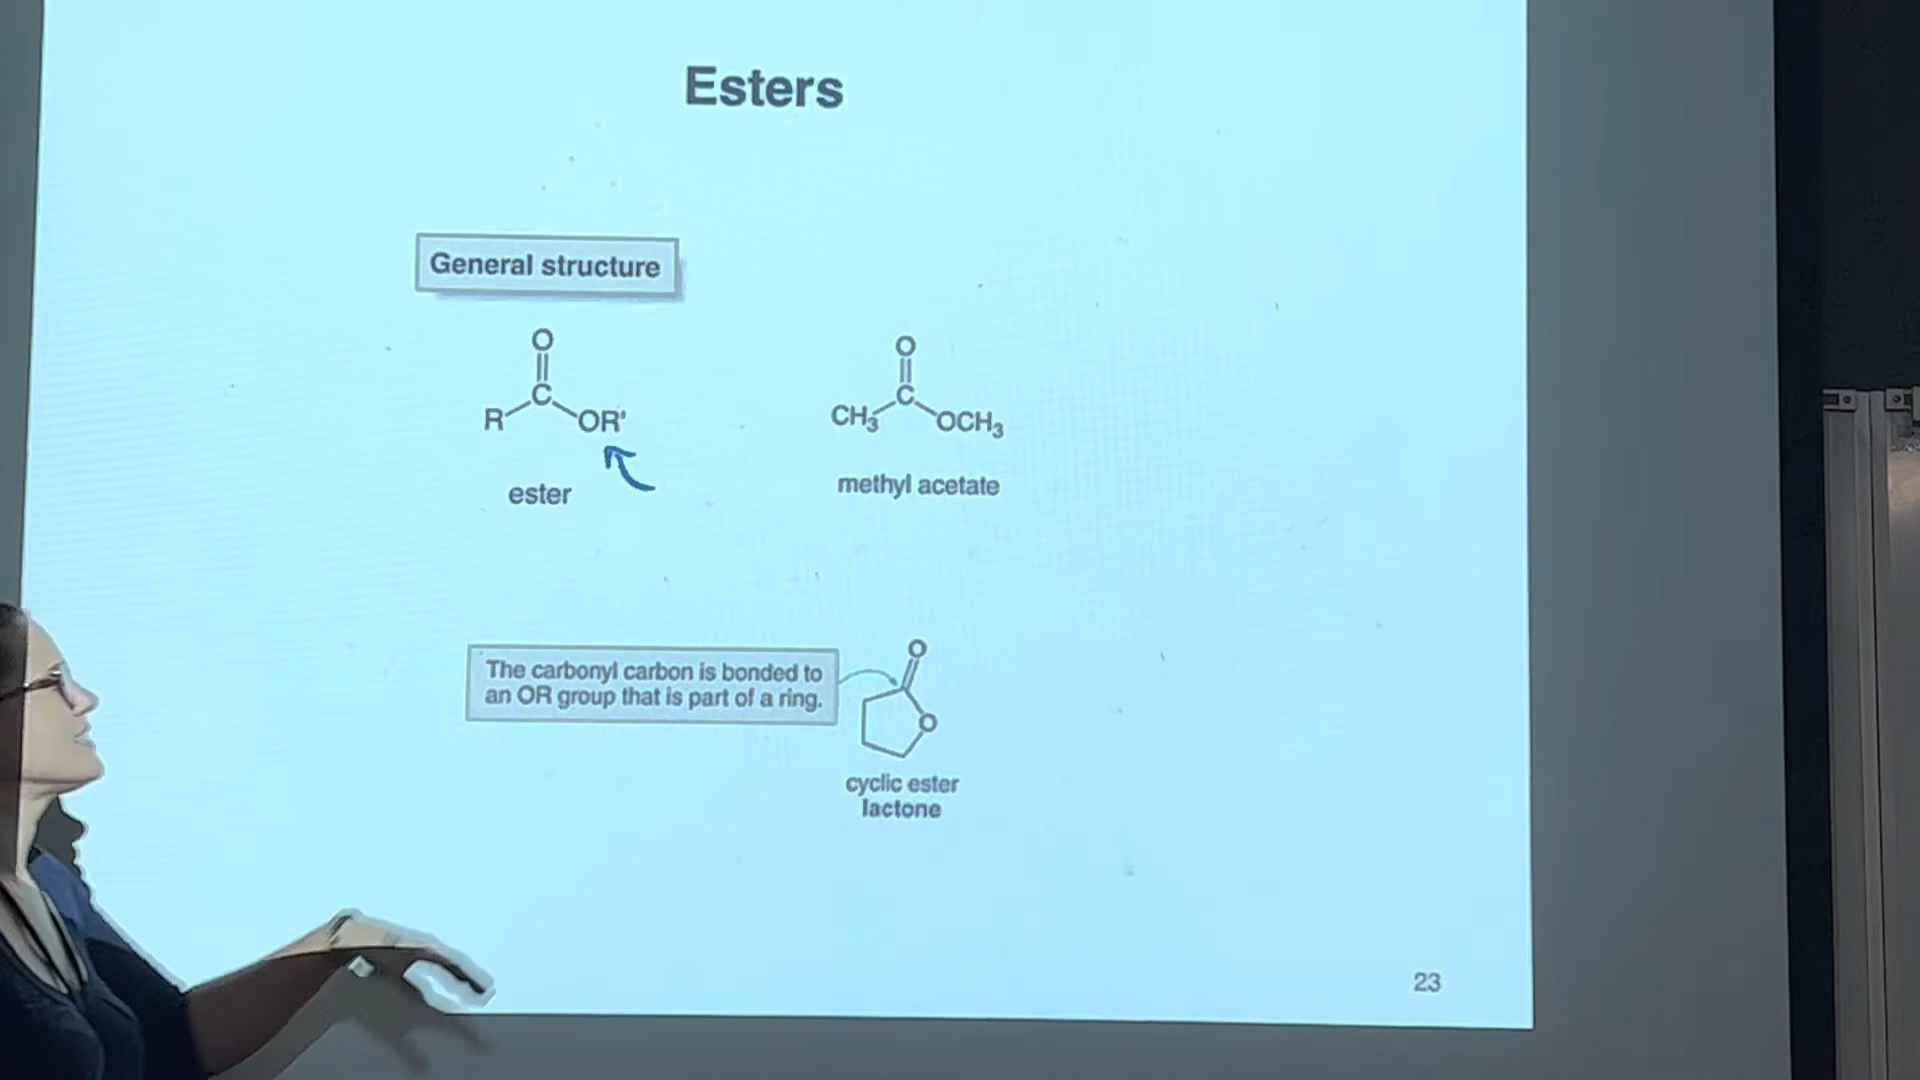 Esters
General structure
O
C
R
OR'
ester
O
C
CH3
OCH3
methyl acetate
The carbonyl carbon is bonded to
an OR group that is part of a ring.
O
O
cyclic ester
lactone
23